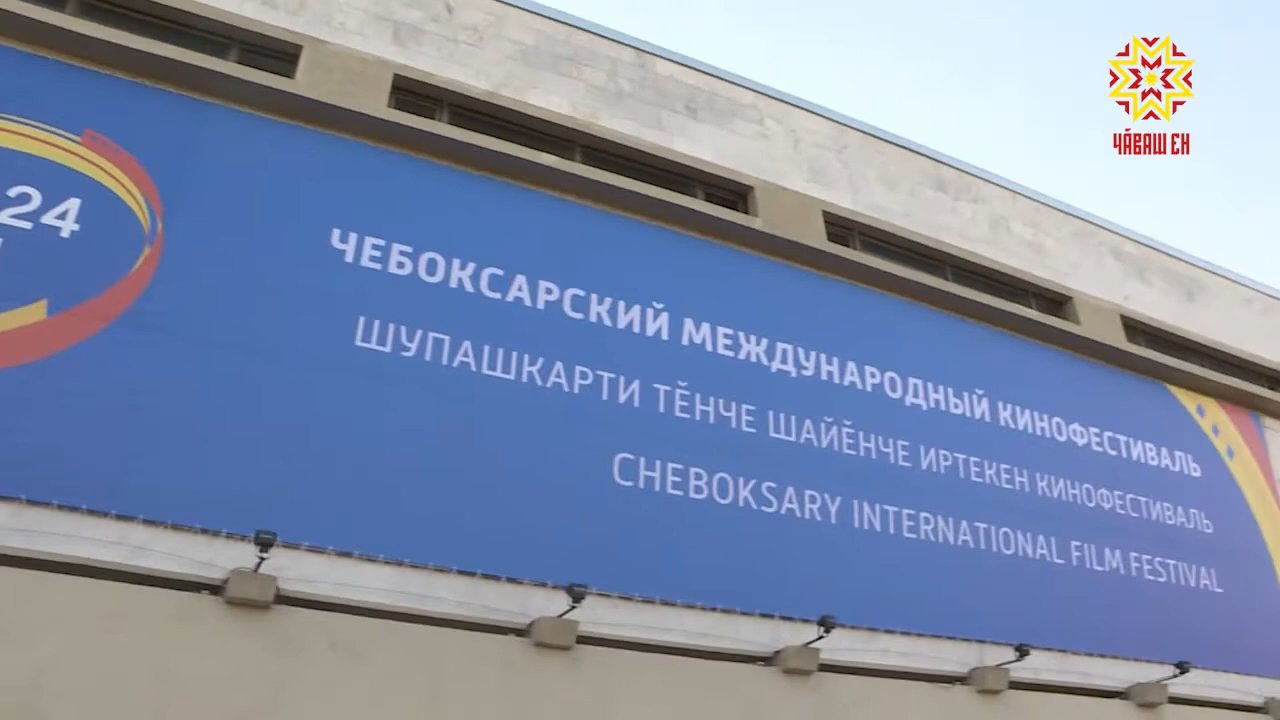 ЧӐВАШ ЕН
24
ЧЕБОКСАРСКИЙ МЕЖДУНАРОДНЫЙ КИНОФЕСТИВАЛЬ
ШУПАШКАРТИ ТӖНЧЕ ШАЙӖНЧЕ ИРТЕКЕН КИНОФЕСТИВАЛЬ
CHEBOKSARY INTERNATIONAL FILM FESTIVAL